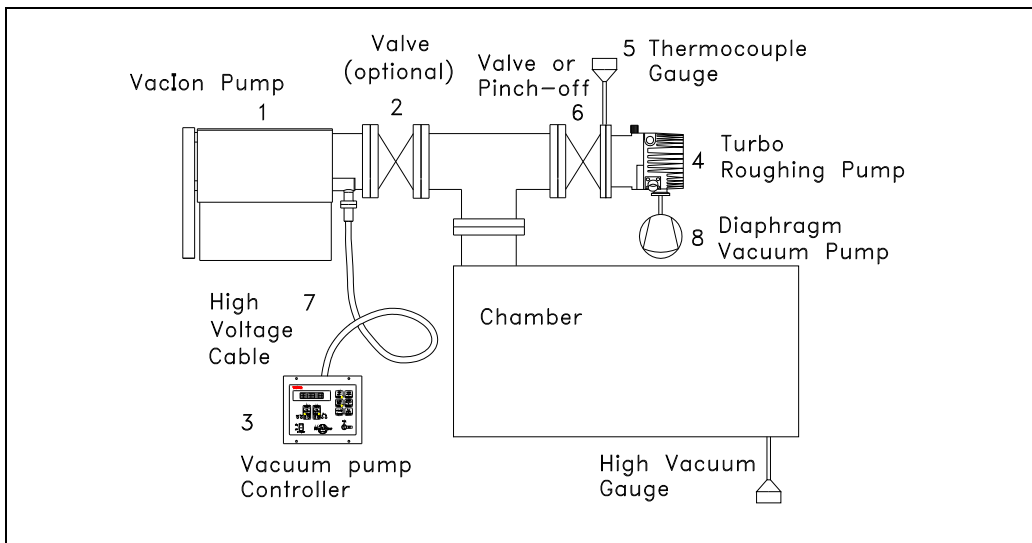 Valve
(optional)
2
5 Thermocouple
Gauge
Valve or
Pinch-off
6
VacIon Pump
1
4 Turbo
Roughing Pump
8 Diaphragm
Vacuum Pump
High 7
Voltage
Cable
Chamber
3
Vacuum pump
Controller
High Vacuum
Gauge